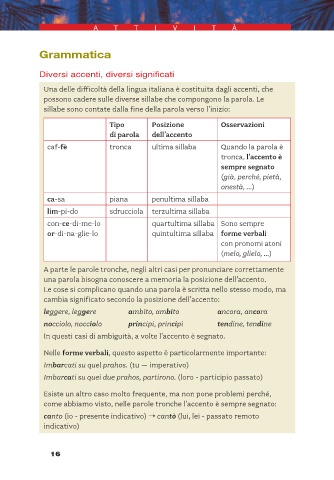 ATTIVITÀ
Grammatica
Diversi accenti, diversi significati
Una delle difficoltà della lingua italiana è costituita dagli accenti, che
possono cadere sulle diverse sillabe che compongono la parola. Le
sillabe sono contate dalla fine della parola verso l'inizio:
Tipo di parola Posizione dell'accento Osservazioni
caf-fè tronca ultima sillaba Quando la parola è
tronca, l'accento è
sempre segnato
(già, perché, pietà,
onestà, ...)
ca-sa piana penultima sillaba
lim-pi-do sdrucciola terzultima sillaba
con-ce-di-me-lo quartultima sillaba Sono sempre
or-di-na-glie-lo quintultima sillaba forme verbali
con pronomi atoni
(melo, glielo, ...)
A parte le parole tronche, negli altri casi per pronunciare correttamente
una parola bisogna conoscere a memoria la posizione dell'accento.
Le cose si complicano quando una parola è scritta nello stesso modo, ma
cambia significato secondo la posizione dell'accento:
leggere, leggere ambito, ambito ancora, ancora
nocciolo, nocciolo principi, principi tendine, tendine
In questi casi di ambiguità, a volte l'accento è segnato.
Nelle forme verbali, questo aspetto è particolarmente importante:
Imbarcati su quel prahos. (tu – imperativo)
Imbarcati su quei due prahos, partirono. (loro - participio passato)
Esiste un altro caso molto frequente, ma non pone problemi perché,
come abbiamo visto, nelle parole tronche l'accento è sempre segnato:
canto (io - presente indicativo) → cantò (lui, lei - passato remoto
indicativo)
16